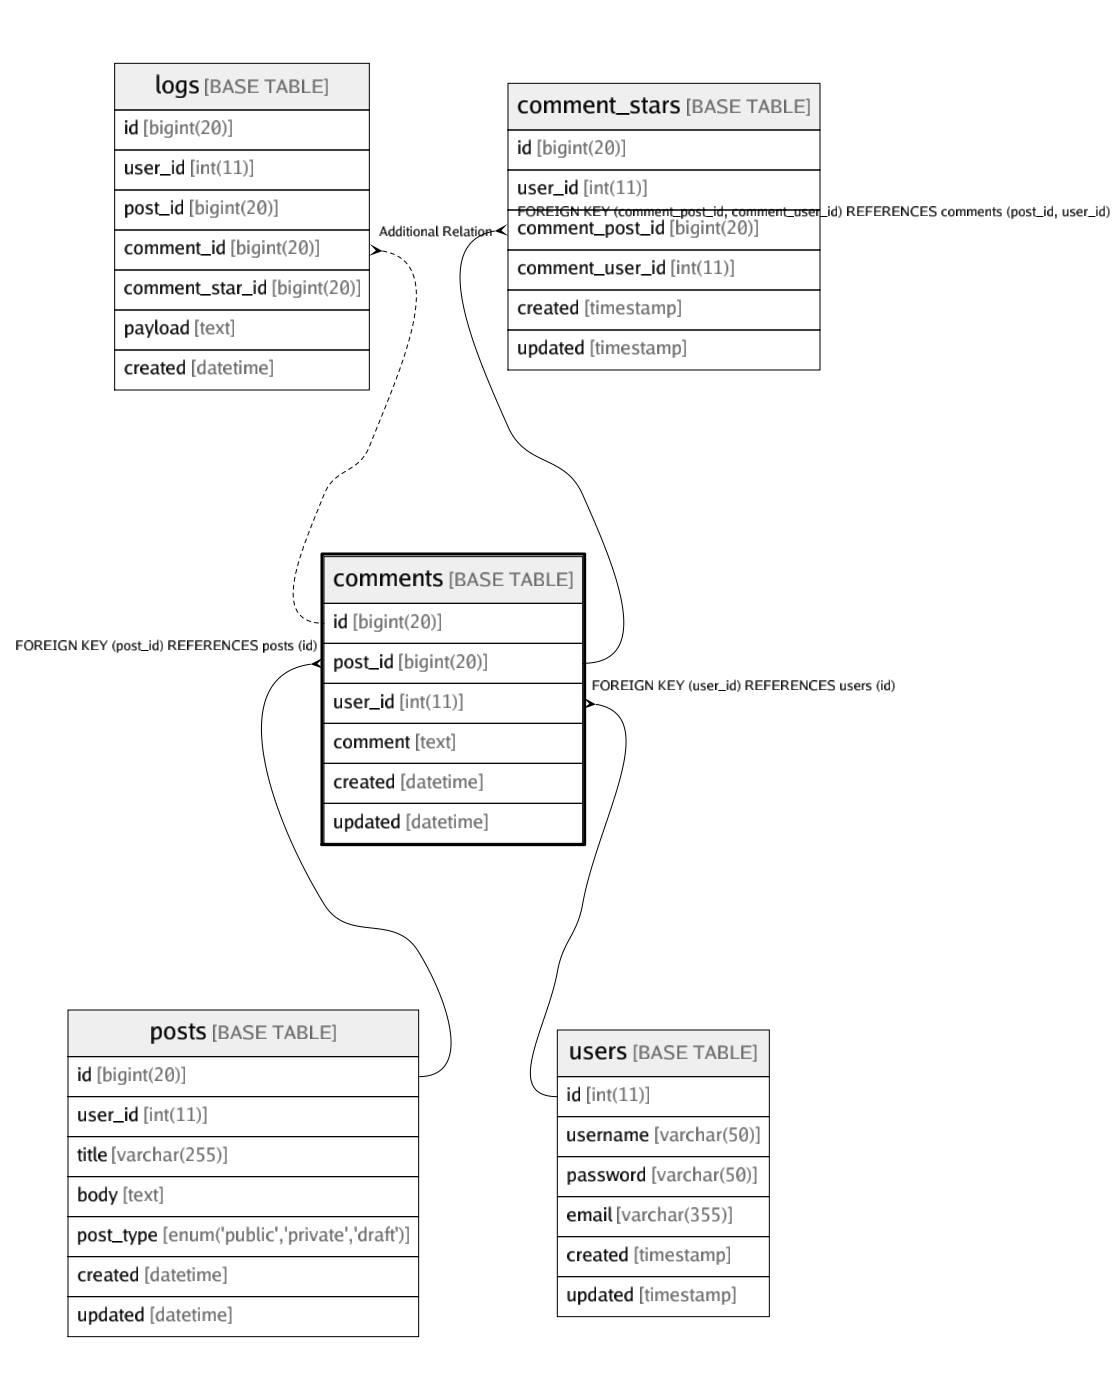 logs [BASE TABLE]
id [bigint(20)]
user_id [int(11)]
post_id [bigint(20)]
comment_id [bigint(20)]
comment_star_id [bigint(20)]
payload [text]
created [datetime]
Additional Relation
comment_stars [BASE TABLE]
id [bigint(20)]
user_id [int(11)]
FOREIGN KEY (comment_post_id, comment_user_id) REFERENCES comments (post_id, user_id)
comment_post_id [bigint(20)]
comment_user_id [int(11)]
created [timestamp]
updated [timestamp]
comments [BASE TABLE]
id [bigint(20)]
FOREIGN KEY (post_id) REFERENCES posts (id)
post_id [bigint(20)]
FOREIGN KEY (user_id) REFERENCES users (id)
user_id [int(11)]
comment [text]
created [datetime]
updated [datetime]
posts [BASE TABLE]
id [bigint(20)]
user_id [int(11)]
title [varchar(255)]
body [text]
post_type [enum('public','private','draft')]
created [datetime]
updated [datetime]
users [BASE TABLE]
id [int(11)]
username [varchar(50)]
password [varchar(50)]
email [varchar(355)]
created [timestamp]
updated [timestamp]